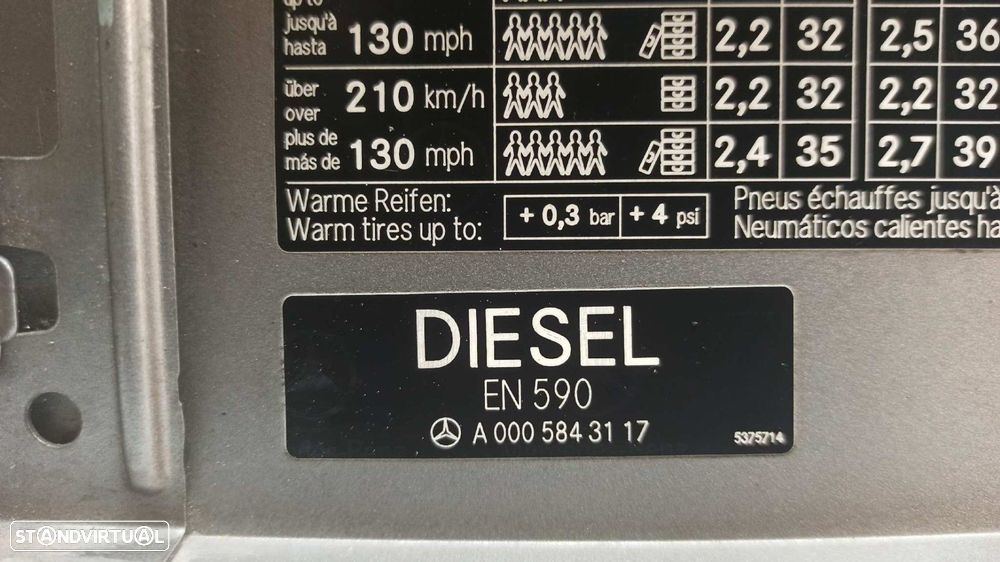 jusqu'à
hasta 130 mph 2,2 32 2,5 36
über
over 210 km/h 2,2 32 2,2 32
plus de
más de 130 mph 2,4 35 2,7 39
Warme Reifen:
Warm tires up to: + 0,3 bar + 4 psi
Pneus échauffes jusqu'à
Neumáticos calientes ha
DIESEL
EN 590
A 000 584 31 17
5375714
STANDVIRTUAL